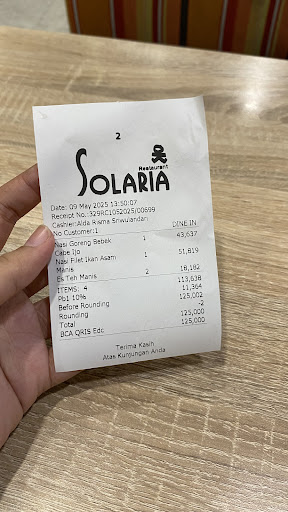 2
Restaurant
SOLARIA
Date: 09 May 2025 13:50:07
Receipt No.:329RC1052025/00699
Cashier:Alda Risma Sriwulandari
No Customer:1
DINE IN
Nasi Goreng Bebek 1 43,637
Cabe Ijo
Nasi Filet Ikan Asam 1 51,819
Manis
Es Teh Manis 2 18,182
ITEMS: 4 113,638
Pb1 10% 11,364
Before Rounding 125,002
Rounding -2
Total 125,000
BCA QRIS Edc 125,000
Terima Kasih
Atas Kunjungan Anda